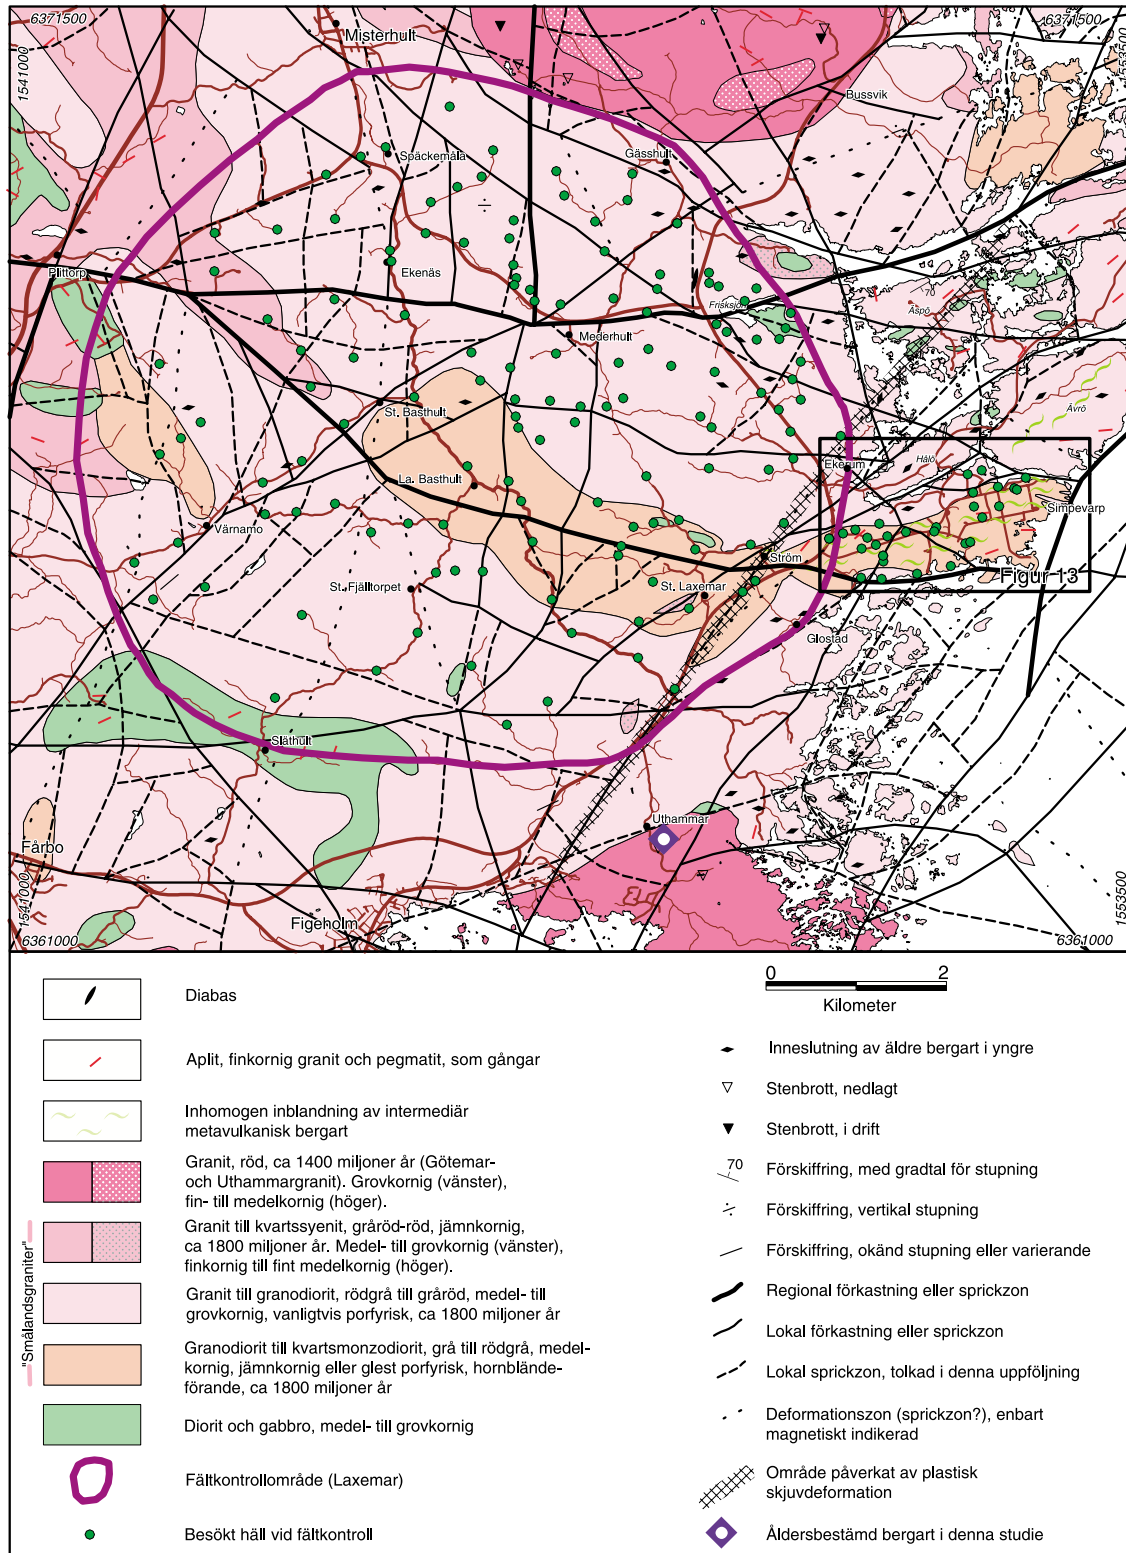 6371500
6371500
1541000
1553500
Misterhult
Bussvik
Späckemåla
Gässhult
Ekenäs
Plittorp
Frisksjön
Äspö
Mederhult
St. Basthult
Ävrö
Ekerum
Hålö
La. Basthult
Simpevarp
Värnamo
Ström
Figur 13
St. Fjälltorpet
St. Laxemar
Glostad
Släthult
Uthammar
Fårbo
1541000
Figeholm
1553500
6361000
6361000
Diabas
Aplit, finkornig granit och pegmatit, som gångar
Inhomogen inblandning av intermediär
metavulkanisk bergart
Granit, röd, ca 1400 miljoner år (Götemar-
och Uthammargranit). Grovkornig (vänster),
fin- till medelkornig (höger).
"Smålandsgraniter"
Granit till kvartssyenit, gråröd-röd, jämnkornig,
ca 1800 miljoner år. Medel- till grovkornig (vänster),
finkornig till fint medelkornig (höger).
Granit till granodiorit, rödgrå till gråröd, medel- till
grovkornig, vanligtvis porfyrisk, ca 1800 miljoner år
Granodiorit till kvartsmonzodiorit, grå till rödgrå, medel-
kornig, jämnkornig eller glest porfyrisk, hornblände-
förande, ca 1800 miljoner år
Diorit och gabbro, medel- till grovkornig
Fältkontrollområde (Laxemar)
Besökt häll vid fältkontroll
0 2
Kilometer
Inneslutning av äldre bergart i yngre
Stenbrott, nedlagt
Stenbrott, i drift
70
Förskiffring, med gradtal för stupning
Förskiffring, vertikal stupning
Förskiffring, okänd stupning eller varierande
Regional förkastning eller sprickzon
Lokal förkastning eller sprickzon
Lokal sprickzon, tolkad i denna uppföljning
Deformationszon (sprickzon?), enbart
magnetiskt indikerad
Område påverkat av plastisk
skjuvdeformation
Åldersbestämd bergart i denna studie